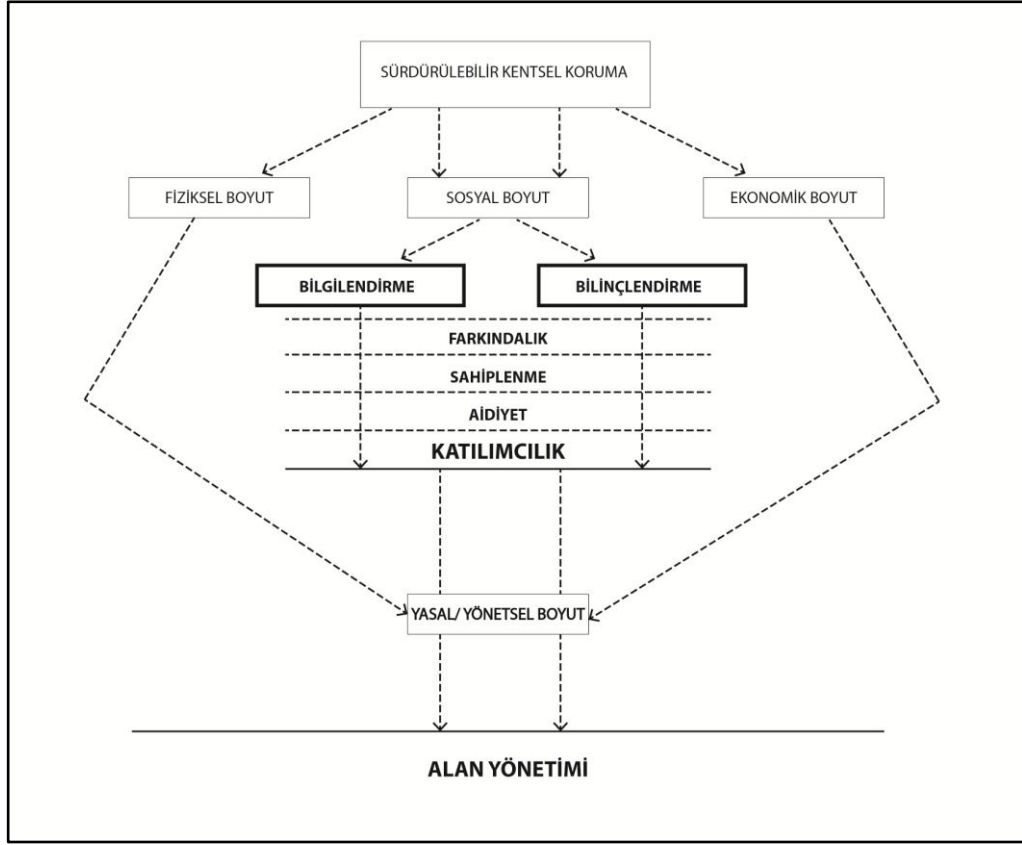 SÜRDÜRÜLEBİLİR KENTSEL KORUMA
FİZİKSEL BOYUT
SOSYAL BOYUT
EKONOMİK BOYUT
BİLGİLENDİRME
BİLİNÇLENDİRME
FARKINDALIK
SAHİPLENME
AİDİYET
KATILIMCILIK
YASAL/ YÖNETSEL BOYUT
ALAN YÖNETİMİ